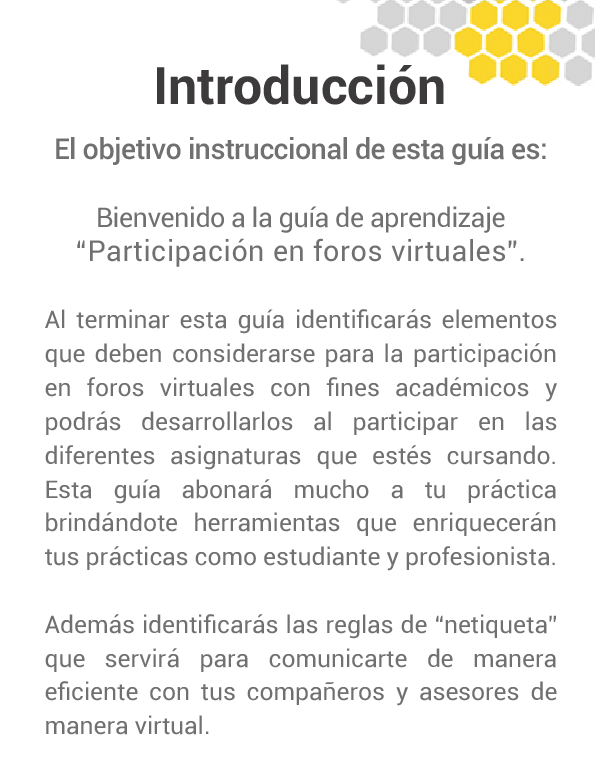 Introducción
El objetivo instruccional de esta guía es:
Bienvenido a la guía de aprendizaje
“Participación en foros virtuales”.
Al terminar esta guía identificarás elementos
que deben considerarse para la participación
en foros virtuales con fines académicos y
podrás desarrollarlos al participar en las
diferentes asignaturas que estés cursando.
Esta guía abonará mucho a tu práctica
brindándote herramientas que enriquecerán
tus prácticas como estudiante y profesionista.
Además identificarás las reglas de “netiqueta”
que servirá para comunicarte de manera
eficiente con tus compañeros y asesores de
manera virtual.